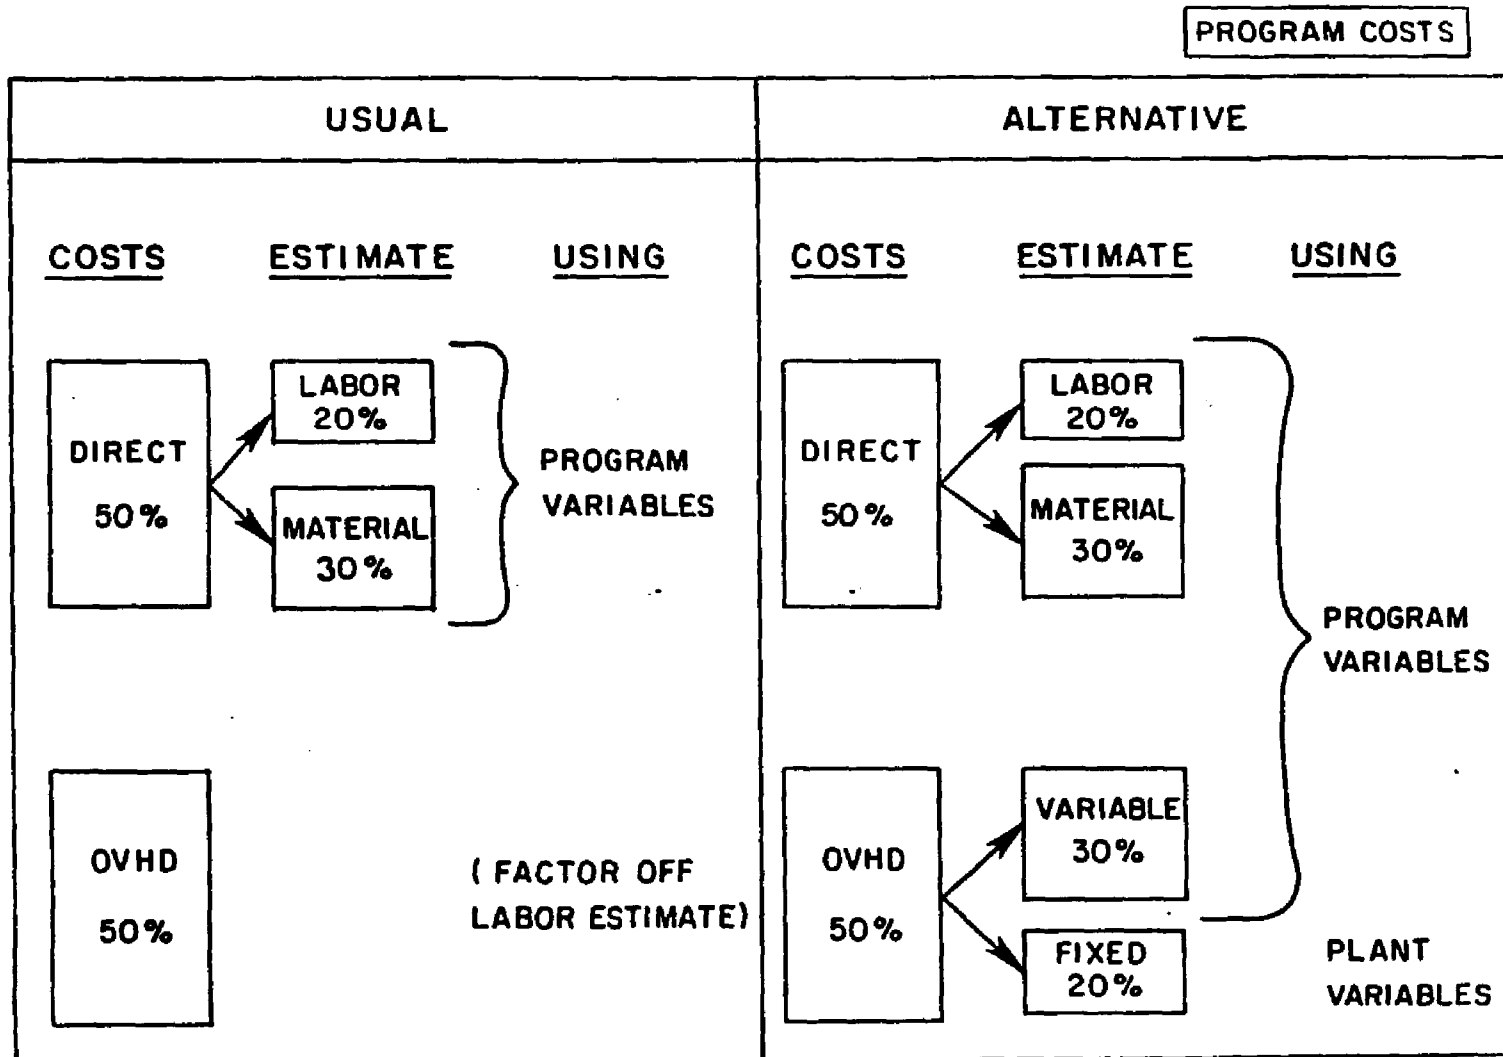 PROGRAM COSTS
USUAL
COSTS ESTIMATE USING
DIRECT
50%
LABOR
20%
MATERIAL
30%
PROGRAM
VARIABLES
OVHD
50%
( FACTOR OFF
LABOR ESTIMATE)
ALTERNATIVE
COSTS ESTIMATE USING
DIRECT
50%
LABOR
20%
MATERIAL
30%
PROGRAM
VARIABLES
OVHD
50%
VARIABLE
30%
FIXED
20%
PLANT
VARIABLES